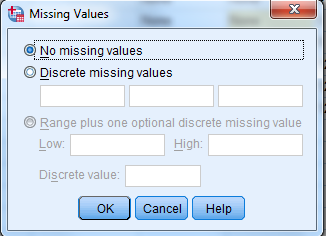 Missing Values
No missing values
Discrete missing values
Range plus one optional discrete missing value
Low:
High:
Discrete value:
OK
Cancel
Help